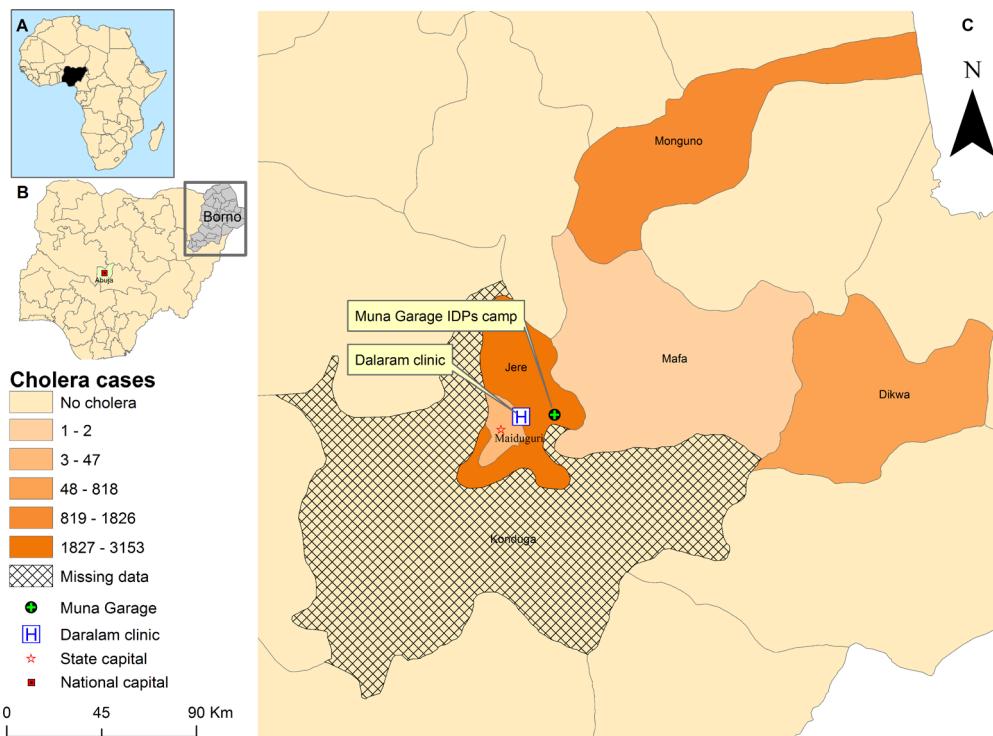 A
B
Borno
Abuja
Cholera cases
No cholera
1 - 2
3 - 47
48 - 818
819 - 1826
1827 - 3153
Missing data
Muna Garage
H Daralam clinic
State capital
National capital
0 45 90 Km
C
N
Monguno
Muna Garage IDPs camp
Dalaram clinic
Jere
Mafa
Dikwa
H
Maiduguri
Konduga